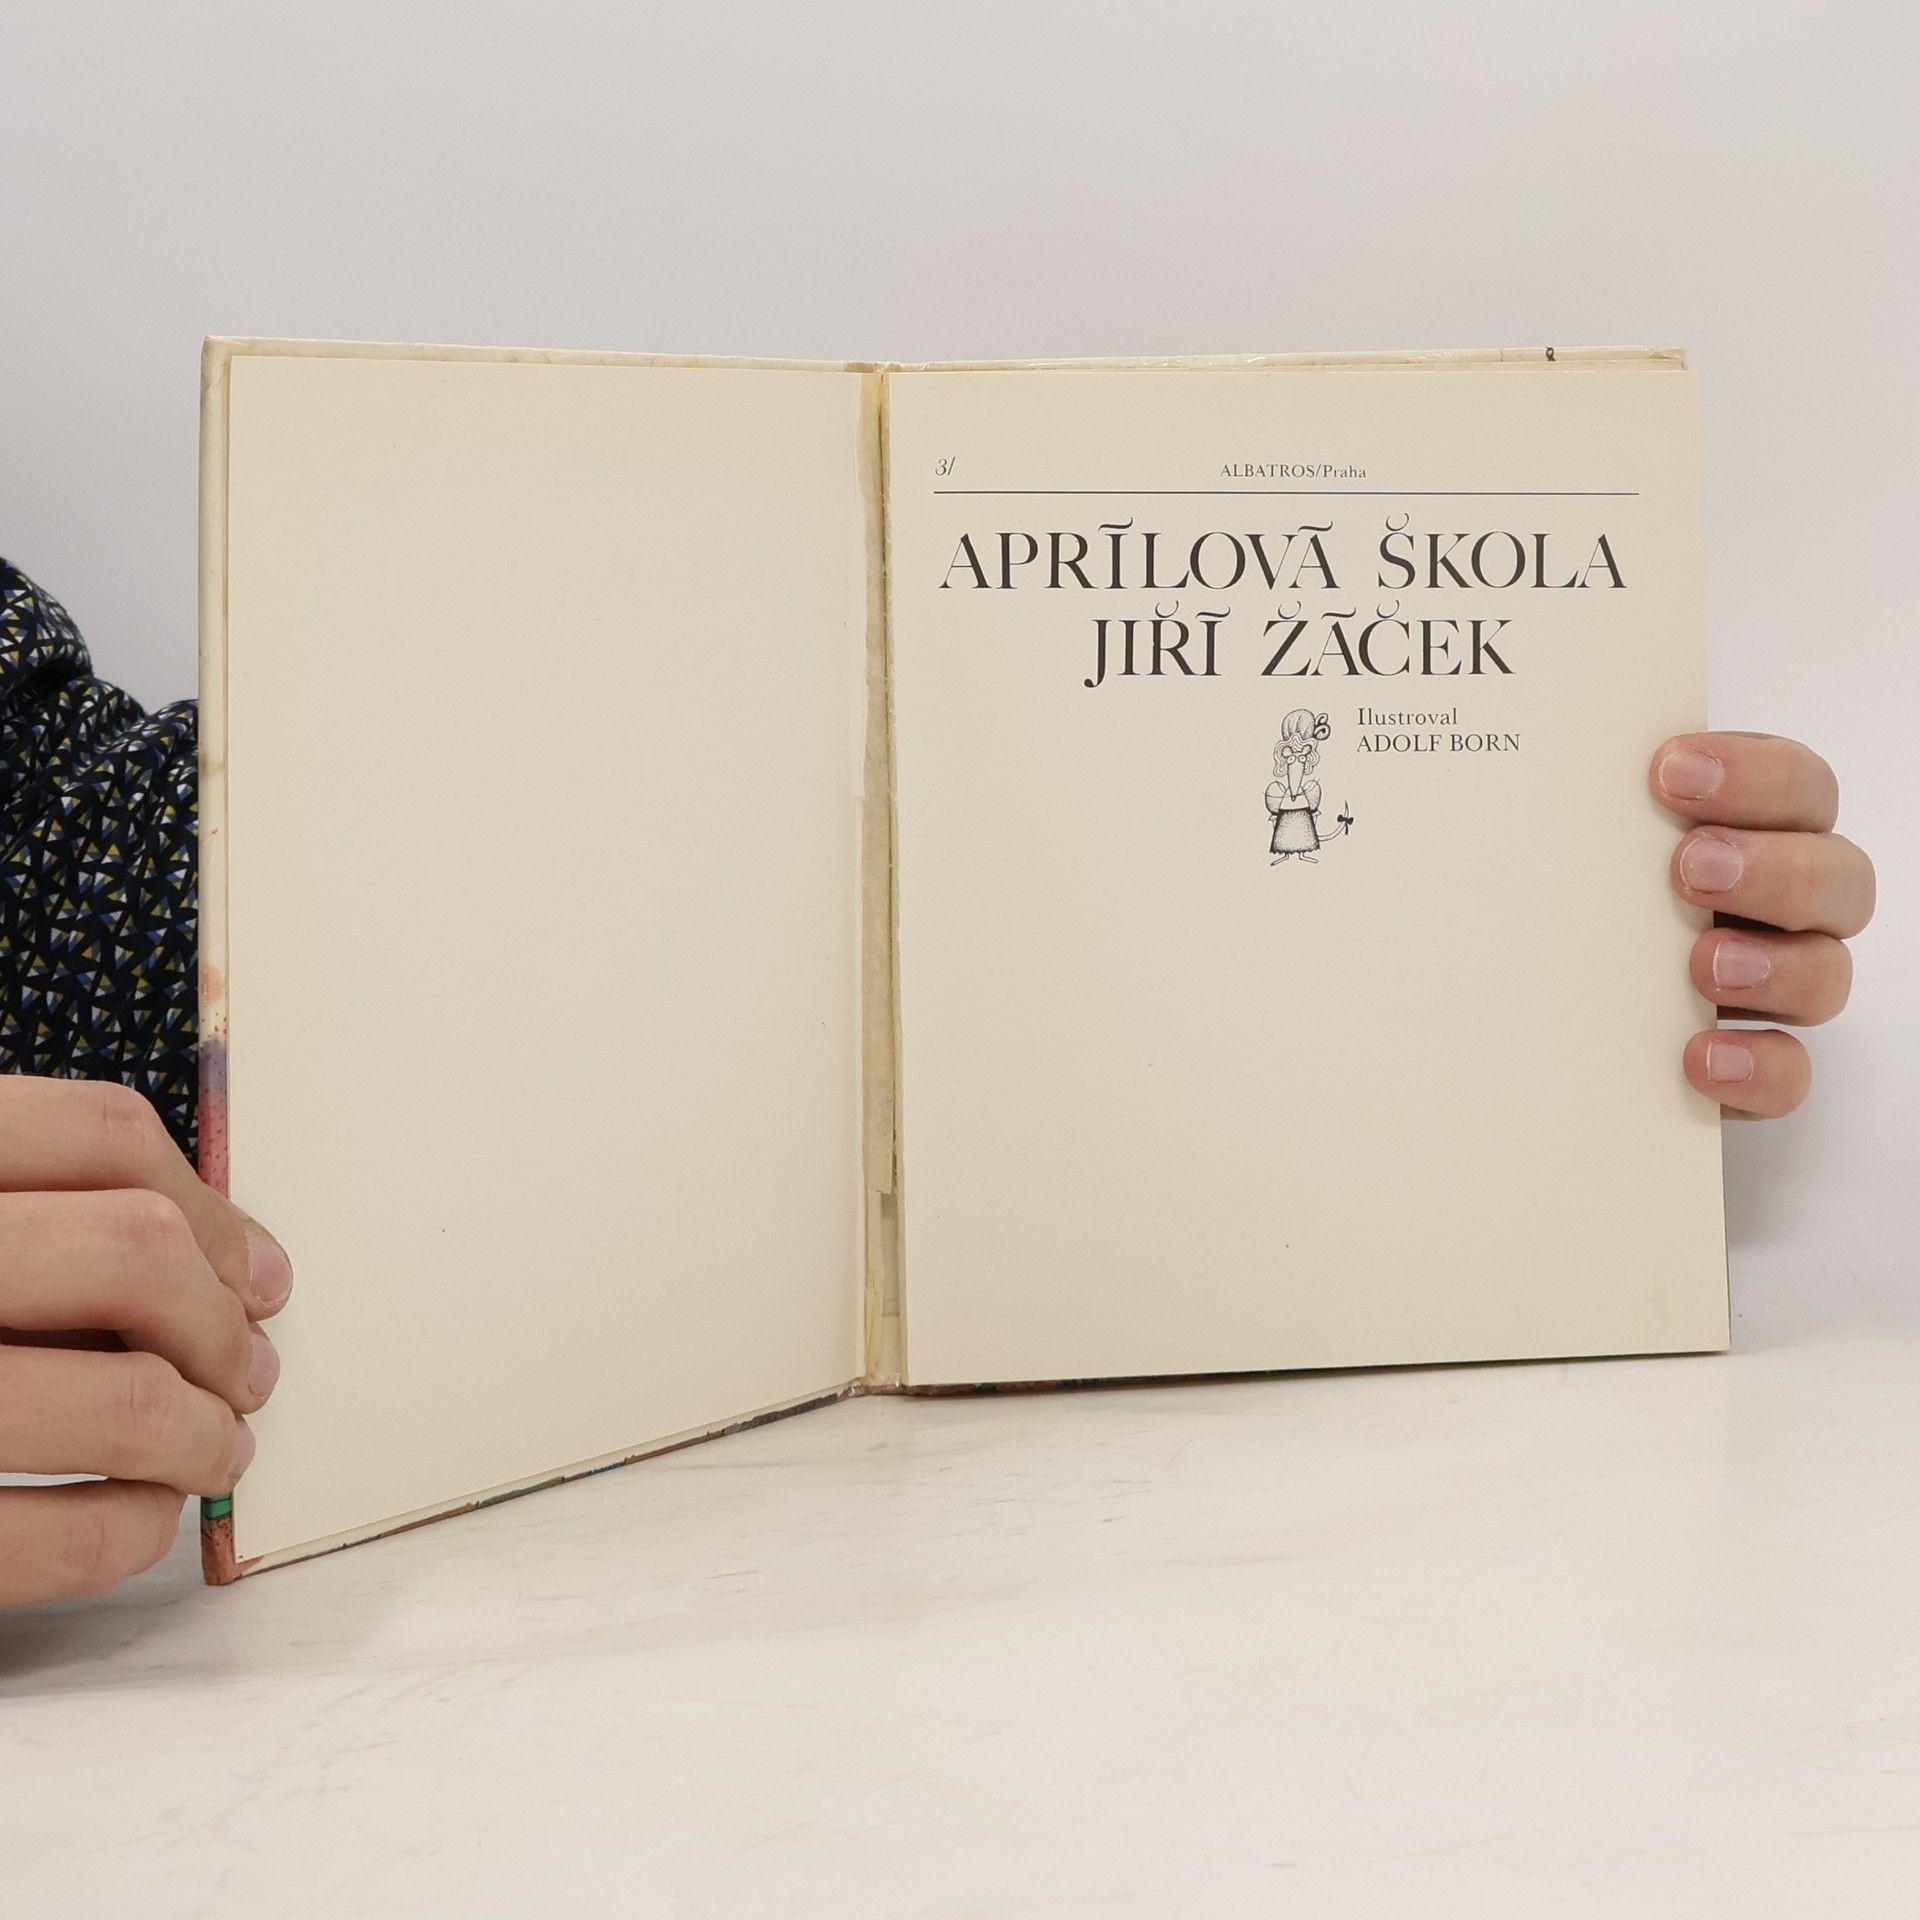 3/
ALBATROS/Praha
APRÍLOVÁ ŠKOLA
JIŘÍ ŽÁČEK
Ilustroval
ADOLF BORN